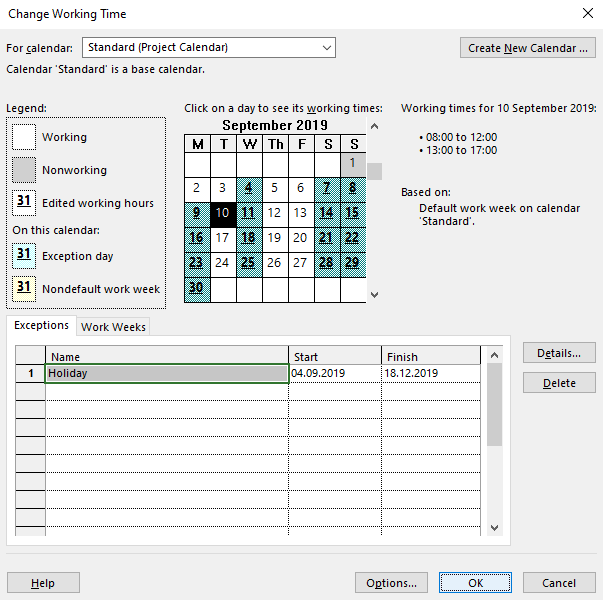 Change Working Time
For calendar: Standard (Project Calendar) Create New Calendar ...
Calendar 'Standard' is a base calendar.
Legend:
Working
Nonworking
31 Edited working hours
On this calendar:
31 Exception day
31 Nondefault work week
Click on a day to see its working times:
September 2019
M T W Th F S S
1
2 3 4 5 6 7 8
9 10 11 12 13 14 15
16 17 18 19 20 21 22
23 24 25 26 27 28 29
30
Working times for 10 September 2019:
• 08:00 to 12:00
• 13:00 to 17:00
Based on:
Default work week on calendar
'Standard'.
Exceptions Work Weeks
Name Start Finish
1 Holiday 04.09.2019 18.12.2019
Details...
Delete
Help Options... OK Cancel